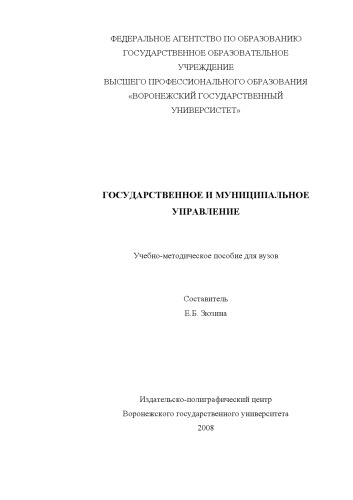 ФЕДЕРАЛЬНОЕ АГЕНТСТВО ПО ОБРАЗОВАНИЮ
ГОСУДАРСТВЕННОЕ ОБРАЗОВАТЕЛЬНОЕ
УЧРЕЖДЕНИЕ
ВЫСШЕГО ПРОФЕССИОНАЛЬНОГО ОБРАЗОВАНИЯ
«ВОРОНЕЖСКИЙ ГОСУДАРСТВЕННЫЙ
УНИВЕРСИСТЕТ»
ГОСУДАРСТВЕННОЕ И МУНИЦИПАЛЬНОЕ
УПРАВЛЕНИЕ
Учебно-методическое пособие для вузов
Составитель
Е.Б. Зюзина
Издательско-полиграфический центр
Воронежского государственного университета
2008